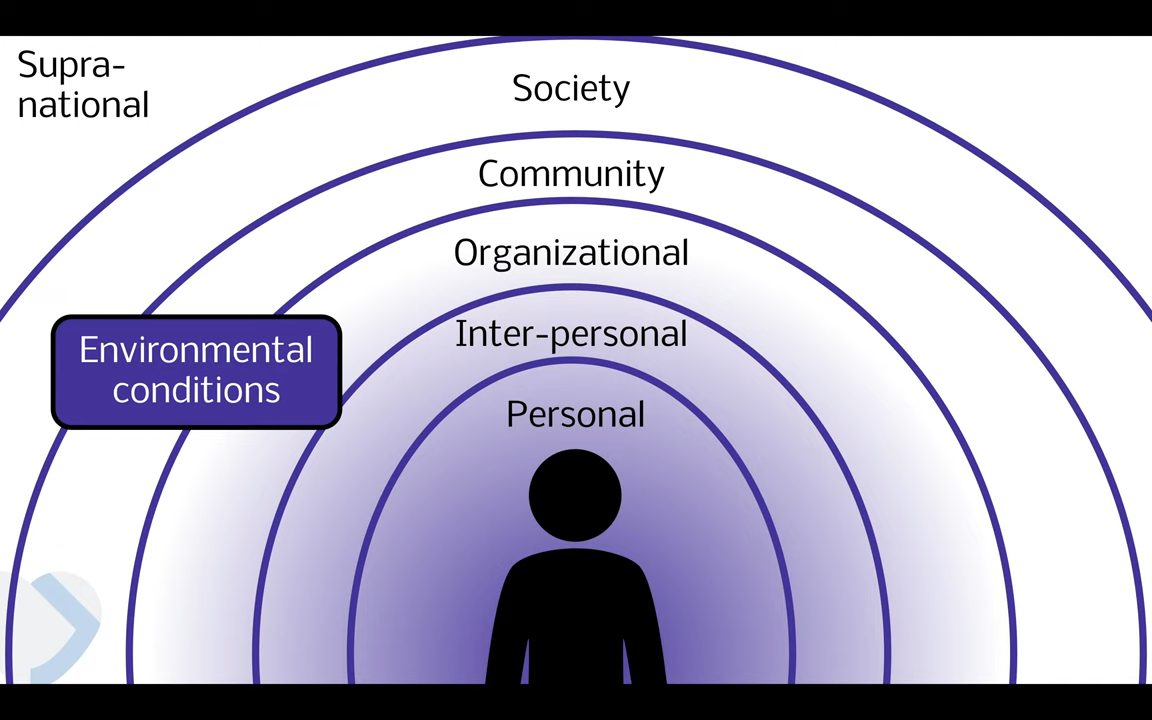 Supra-
national
Society
Community
Organizational
Inter-personal
Environmental
conditions
Personal